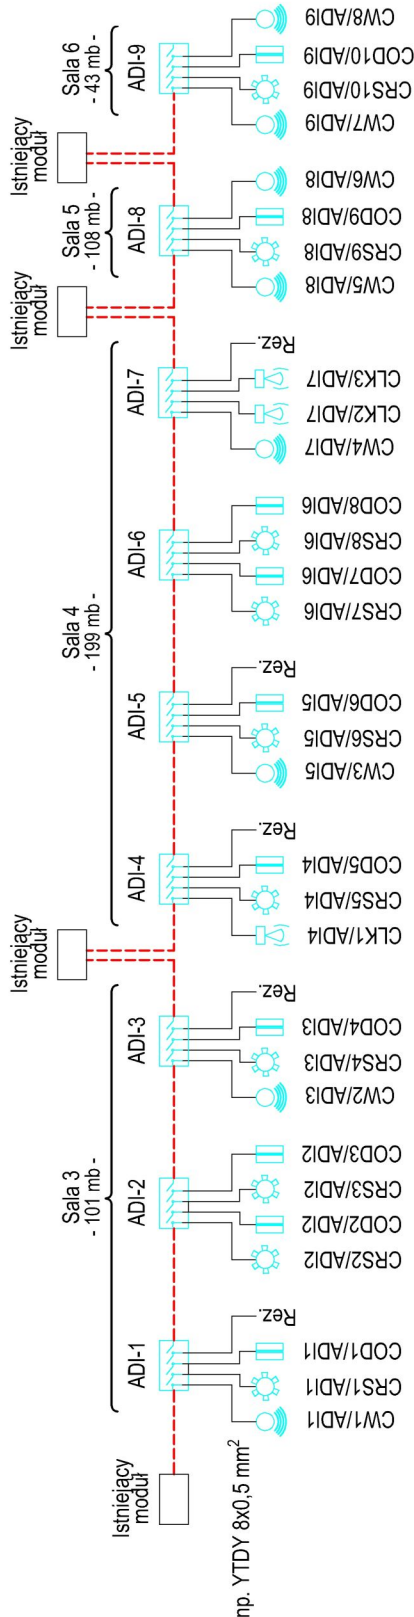 Istniejący
moduł
Sala 3
- 101 mb -
ADI-1
ADI-2
ADI-3
Istniejący
moduł
Sala 4
- 199 mb -
ADI-4
ADI-5
ADI-6
ADI-7
Istniejący
moduł
Sala 5
- 108 mb -
ADI-8
Istniejący
moduł
Sala 6
- 43 mb -
ADI-9
np. YTDY 8x0,5 mm²
CW1/ADI1
CRS1/ADI1
COD1/ADI1
Rez.
CRS2/ADI2
COD2/ADI2
CRS3/ADI2
COD3/ADI2
CW2/ADI3
CRS4/ADI3
COD4/ADI3
Rez.
CLK1/ADI4
CRS5/ADI4
COD5/ADI4
Rez.
CW3/ADI5
CRS6/ADI5
COD6/ADI5
Rez.
CRS7/ADI6
COD7/ADI6
CRS8/ADI6
COD8/ADI6
CW4/ADI7
CLK2/ADI7
CLK3/ADI7
Rez.
CW5/ADI8
CRS9/ADI8
COD9/ADI8
CW6/ADI8
CW7/ADI9
CRS10/ADI9
COD10/ADI9
CW8/ADI9